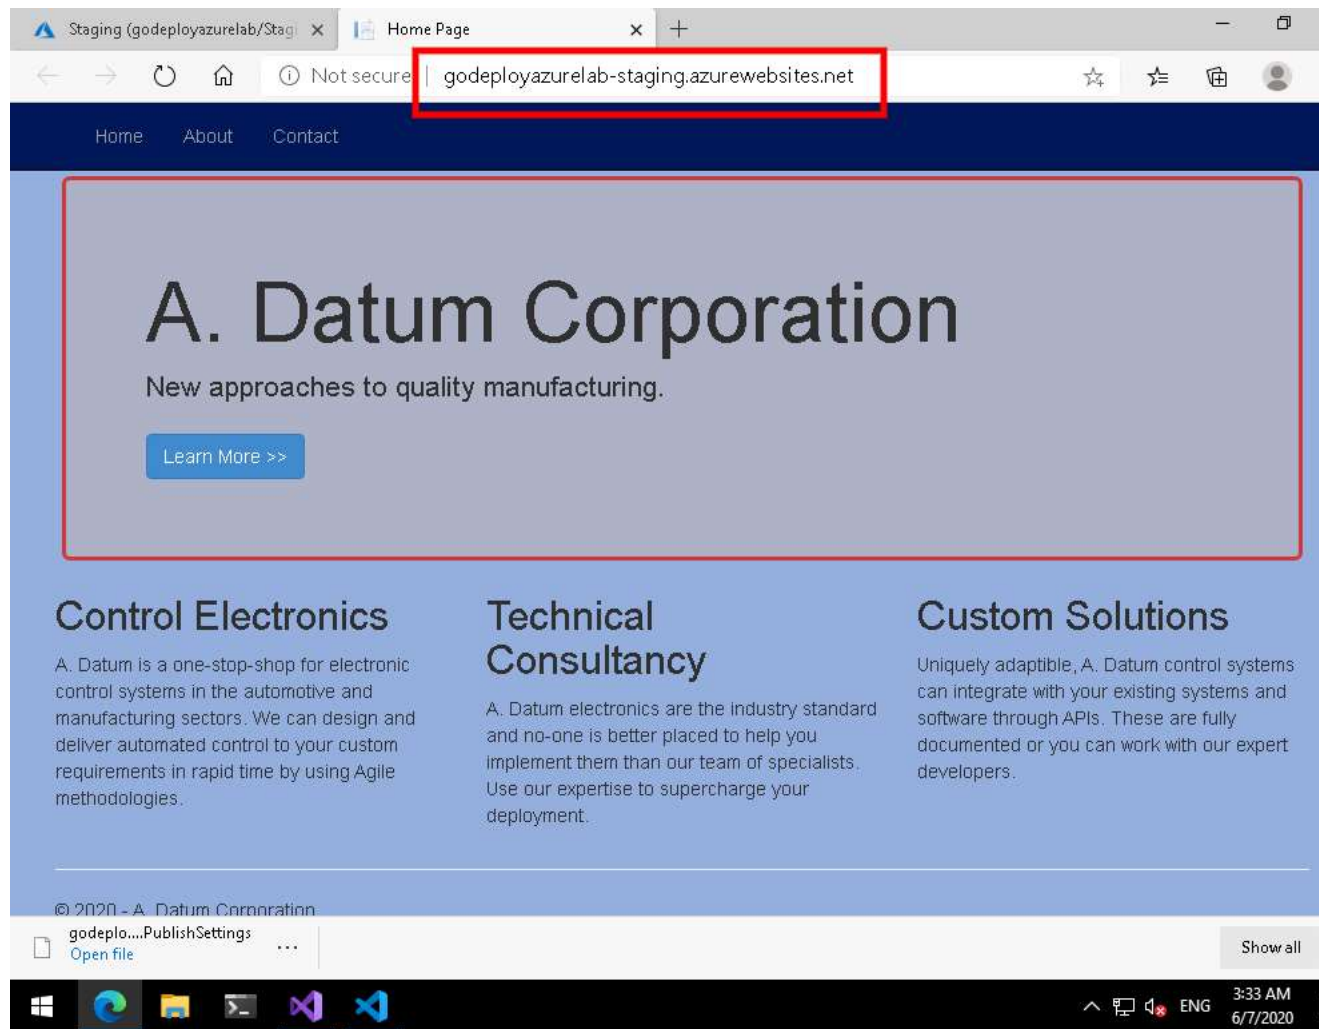 Staging (godeployazurelab/Stagi
Home Page
Not secure | godeployazurelab-staging.azurewebsites.net
Home About Contact
A. Datum Corporation
New approaches to quality manufacturing.
Learn More >>
Control Electronics
A. Datum is a one-stop-shop for electronic
control systems in the automotive and
manufacturing sectors. We can design and
deliver automated control to your custom
requirements in rapid time by using Agile
methodologies.
Technical
Consultancy
A. Datum electronics are the industry standard
and no-one is better placed to help you
implement them than our team of specialists.
Use our expertise to supercharge your
deployment.
Custom Solutions
Uniquely adaptible, A. Datum control systems
can integrate with your existing systems and
software through APIs. These are fully
documented or you can work with our expert
developers.
© 2020 - A. Datum Corporation
godeplo....PublishSettings
Open file
Show all
ENG
3:33 AM
6/7/2020